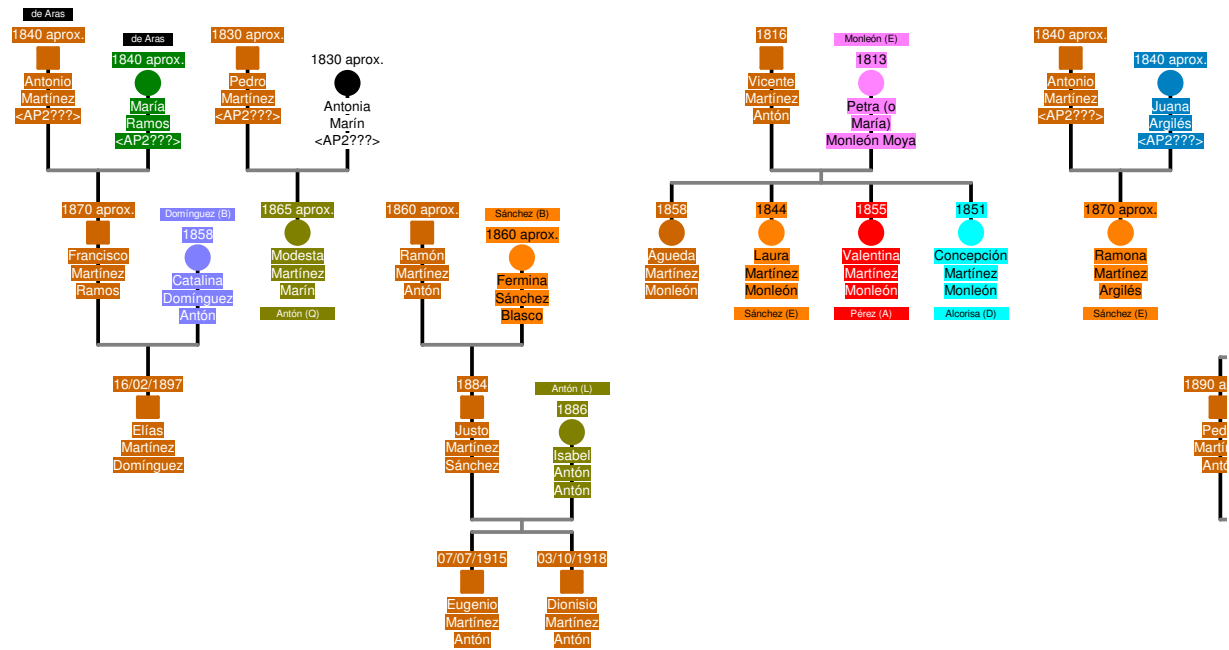 de Aras
1840 aprox.
Antonio
Martínez
<AP2???>
de Aras
1840 aprox.
María
Ramos
<AP2???>
1830 aprox.
Pedro
Martínez
<AP2???>
1830 aprox.
Antonia
Marín
<AP2???>
1816
Vicente
Martínez
Antón
Monleón (E)
1813
Petra (o
María)
Monleón Moya
1840 aprox.
Antonio
Martínez
<AP2???>
1840 aprox.
Juana
Argilés
<AP2???>
1870 aprox.
Francisco
Martínez
Ramos
Domínguez (B)
1858
Catalina
Domínguez
Antón
1865 aprox.
Modesta
Martínez
Marín
Antón (Q)
1860 aprox.
Ramón
Martínez
Antón
Sánchez (B)
1860 aprox.
Fermina
Sánchez
Blasco
1858
Águeda
Martínez
Monleón
1844
Laura
Martínez
Monleón
Sánchez (E)
1855
Valentina
Martínez
Monleón
Pérez (A)
1851
Concepción
Martínez
Monleón
Alcorisa (D)
1870 aprox.
Ramona
Martínez
Argilés
Sánchez (E)
16/02/1897
Elías
Martínez
Domínguez
1884
Justo
Martínez
Sánchez
Antón (L)
1886
Isabel
Antón
Antón
1890 a
Ped
Martín
Antó
07/07/1915
Eugenio
Martínez
Antón
03/10/1918
Dionisio
Martínez
Antón